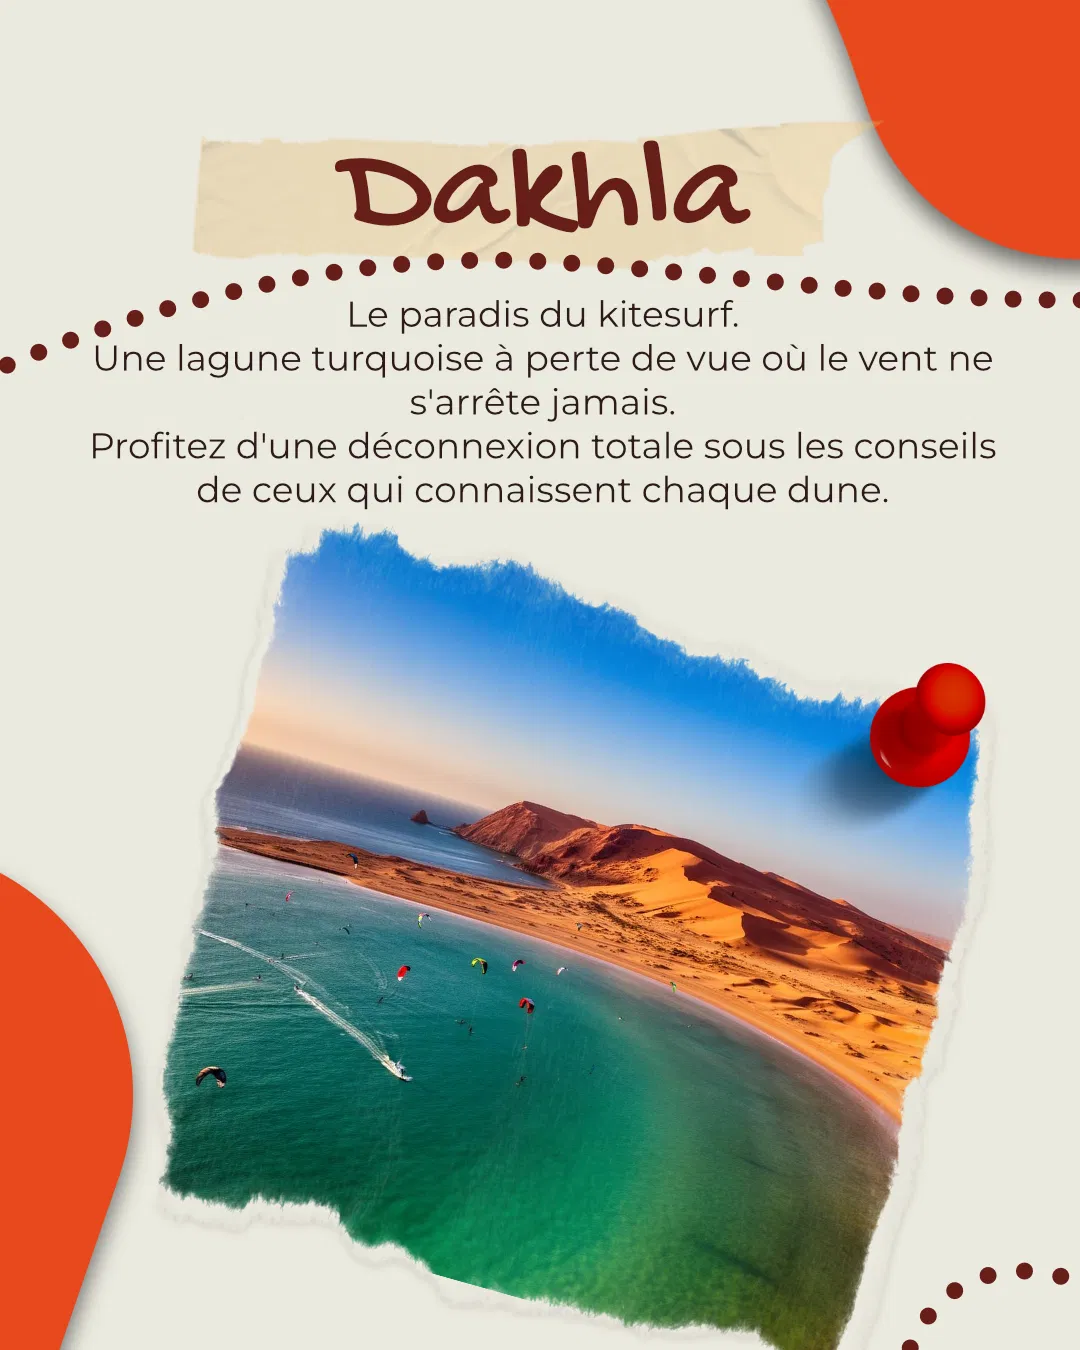 Dakhla
Le paradis du kitesurf.
Une lagune turquoise à perte de vue où le vent ne
s'arrête jamais.
Profitez d'une déconnexion totale sous les conseils
de ceux qui connaissent chaque dune.